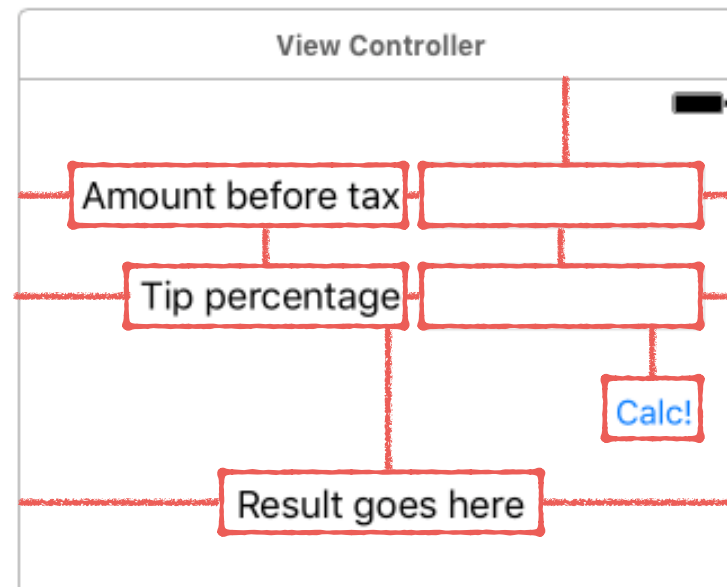 View Controller
Amount before tax
Tip percentage
Calc!
Result goes here